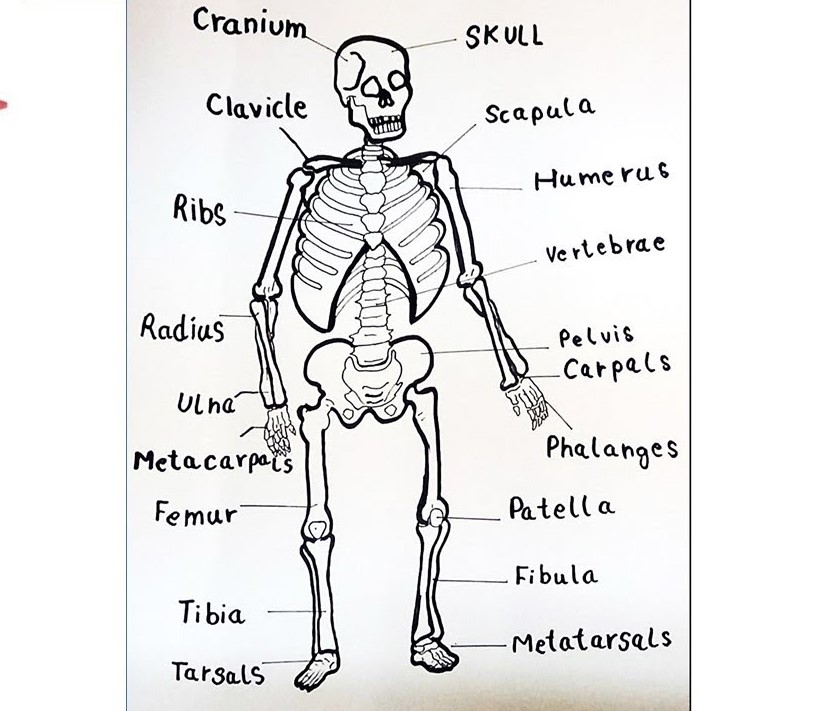 Cranium
SKULL
Clavicle
Scapula
Humerus
Ribs
Vertebrae
Radius
Pelvis
Carpals
Ulna
Phalanges
Metacarpals
Femur
Patella
Fibula
Tibia
Metatarsals
Tarsals